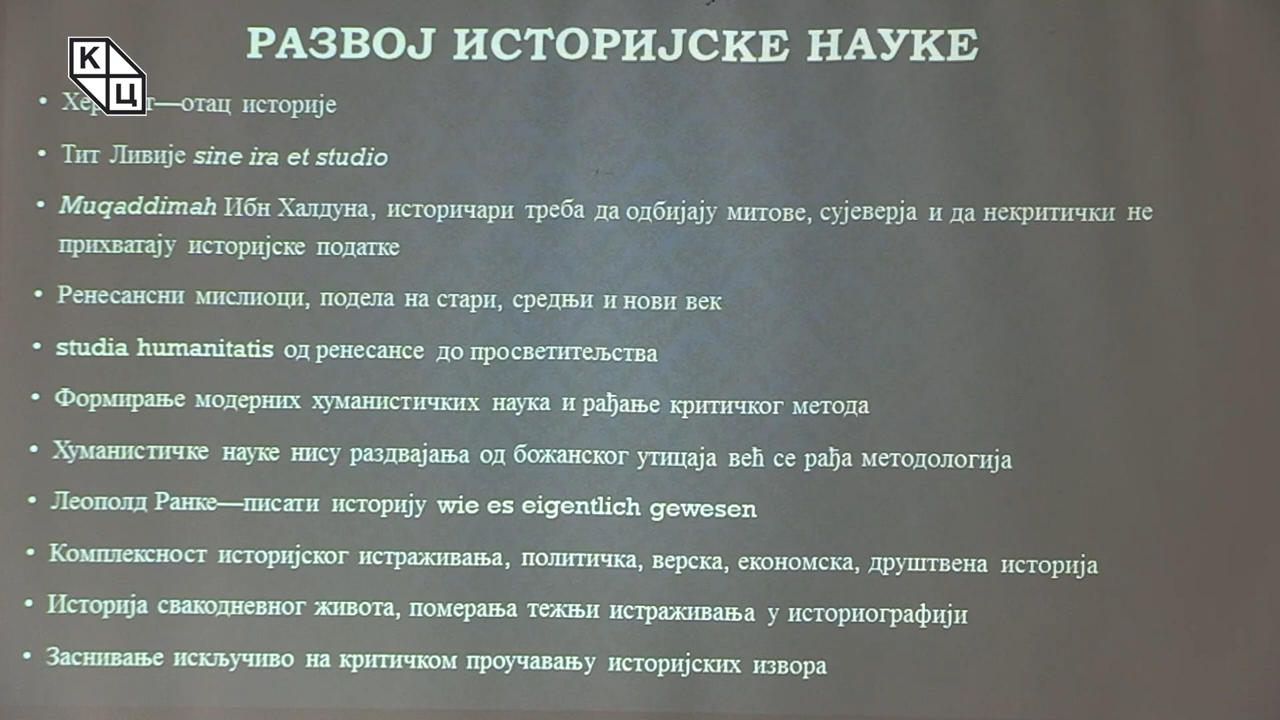 К
Ц
РАЗВОЈ ИСТОРИЈСКЕ НАУКЕ
• —отац историје
• Тит Ливије sine ira et studio
• Muqaddimah Ибн Халдуна, историчари треба да одбијају митове, сујеверја и да некритички не
прихватају историјске податке
• Ренесансни мислиоци, подела на стари, средњи и нови век
• studia humanitatis од ренесансе до просветитељства
• Формирање модерних хуманистичких наука и рађање критичког метода
• Хуманистичке науке нису раздвајања од божанског утицаја већ се рађа методологија
• Леополд Ранке—писати историју wie es eigentlich gewesen
• Комплексност историјског истраживања, политичка, верска, економска, друштвена историја
• Историја свакодневног живота, померања тежњи истраживања у историографији
• Заснивање искључиво на критичком проучавању историјских извора